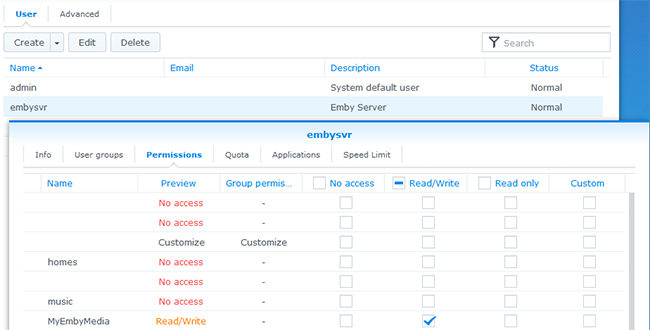 User Advanced
Create Edit Delete Search
Name Email Description Status
admin System default user Normal
embysvr Emby Server Normal
embysvr
Info User groups Permissions Quota Applications Speed Limit
Name Preview Group permis... No access Read/Write Read only Custom
No access -
No access -
Customize Customize
homes No access -
No access -
music No access -
MyEmbyMedia Read/Write -